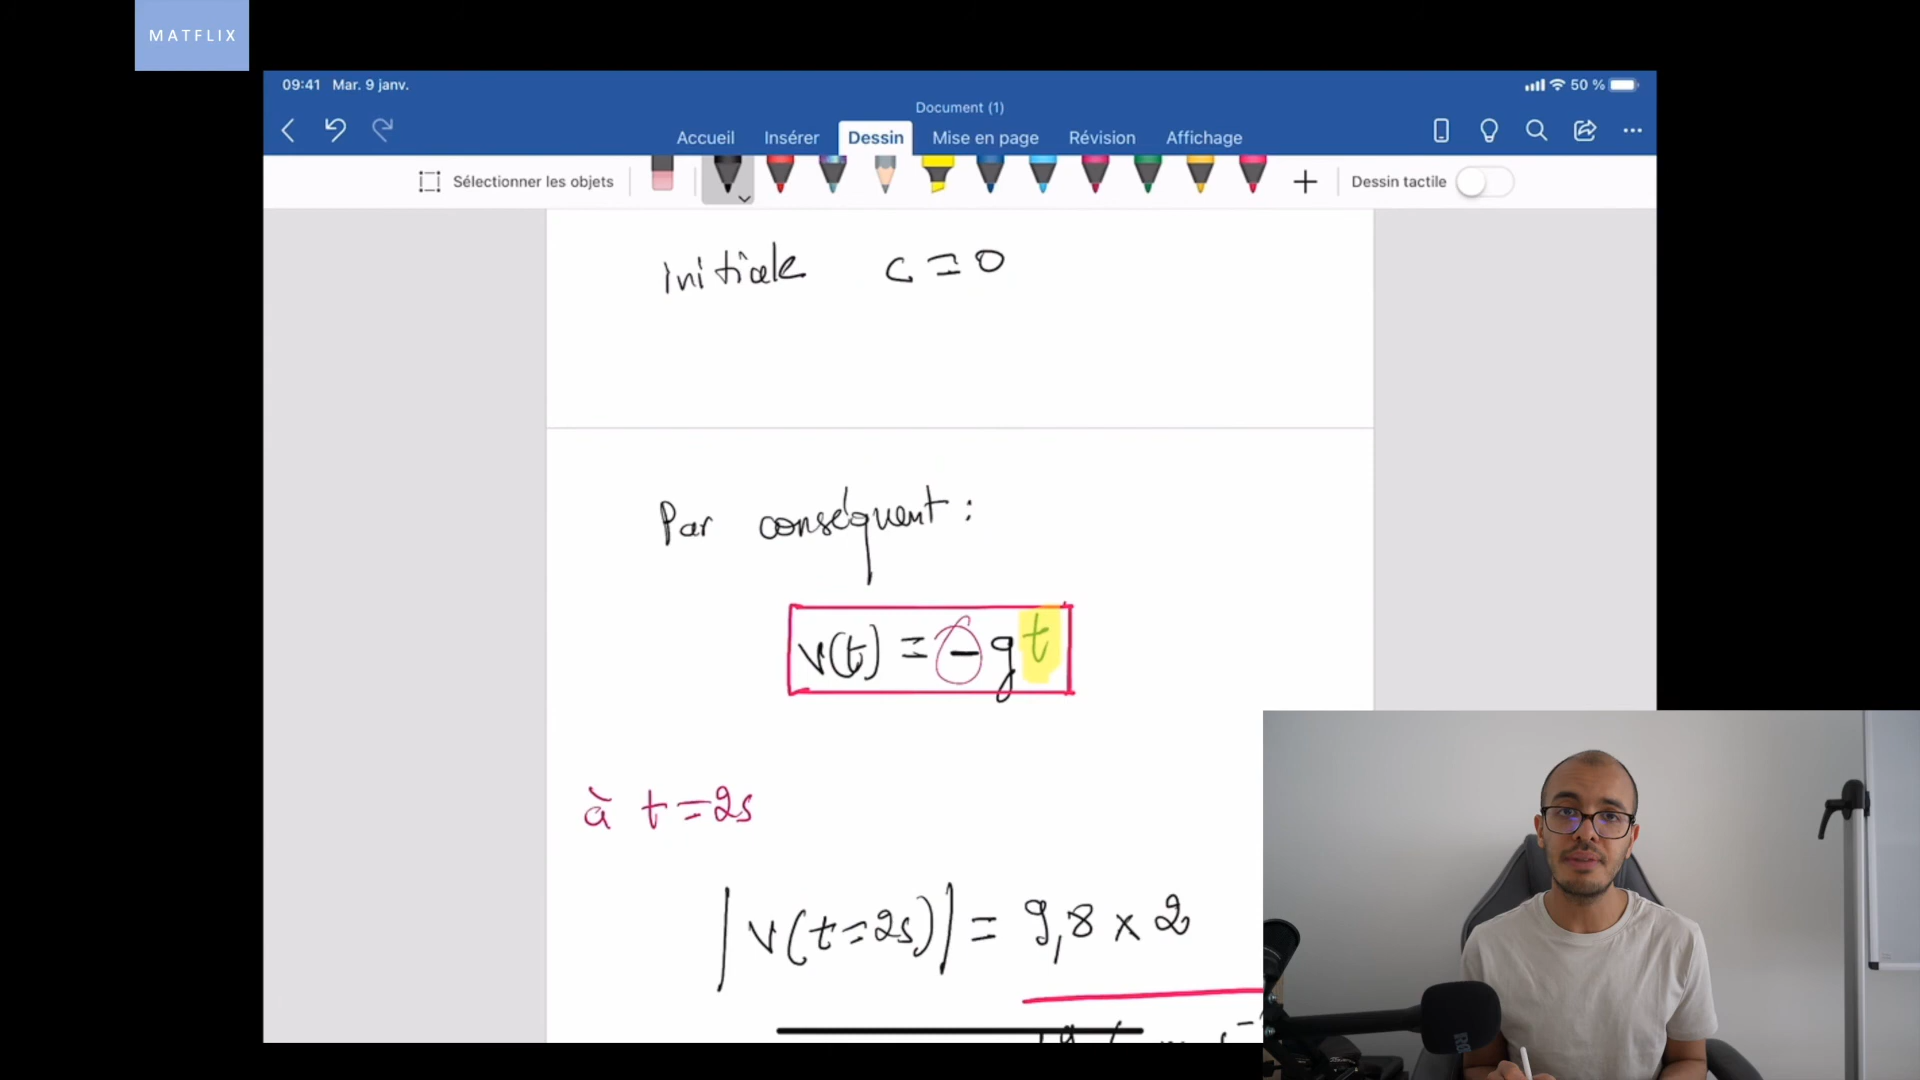 MATFLIX
09:41 Mar. 9 janv.
50 %
Document (1)
Accueil Insérer Dessin Mise en page Révision Affichage
Sélectionner les objets
Dessin tactile
initiale c = 0
Par conséquent :
v(t) = - g t
à t = 2s
|v(t=2s)| = 9,8 x 2
RØ